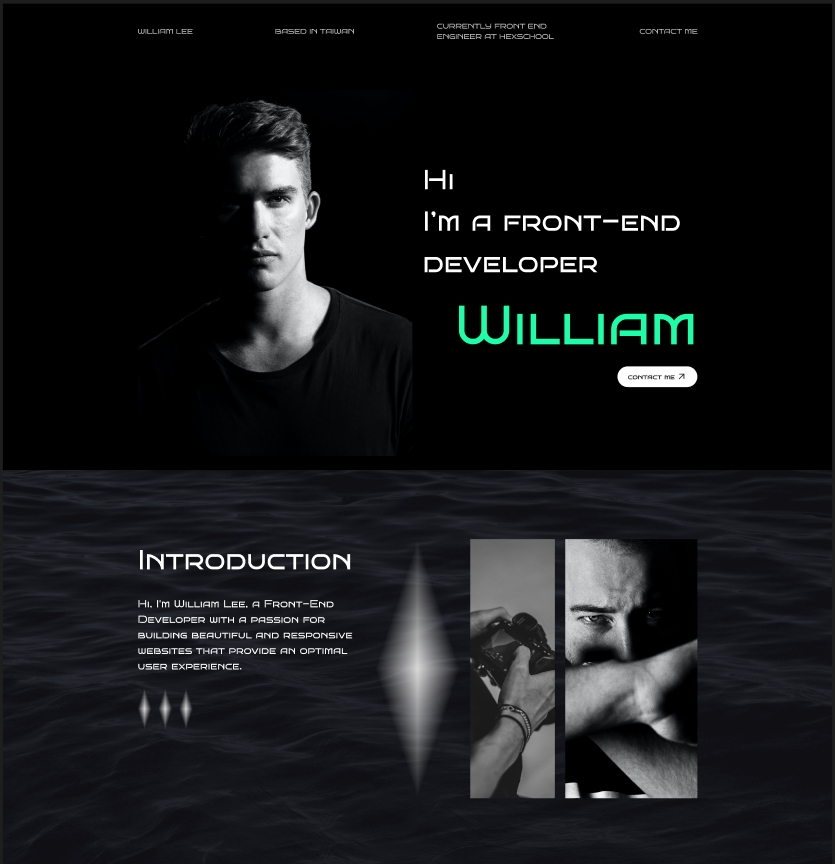 WILLIAM LEE
BASED IN TAIWAN
CURRENTLY FRONT END
ENGINEER AT HEXSCHOOL
CONTACT ME
Hi
I'm a front-end
developer
William
CONTACT ME
Introduction
Hi, I'm William Lee, a Front-End
Developer with a passion for
building beautiful and responsive
websites that provide an optimal
user experience.